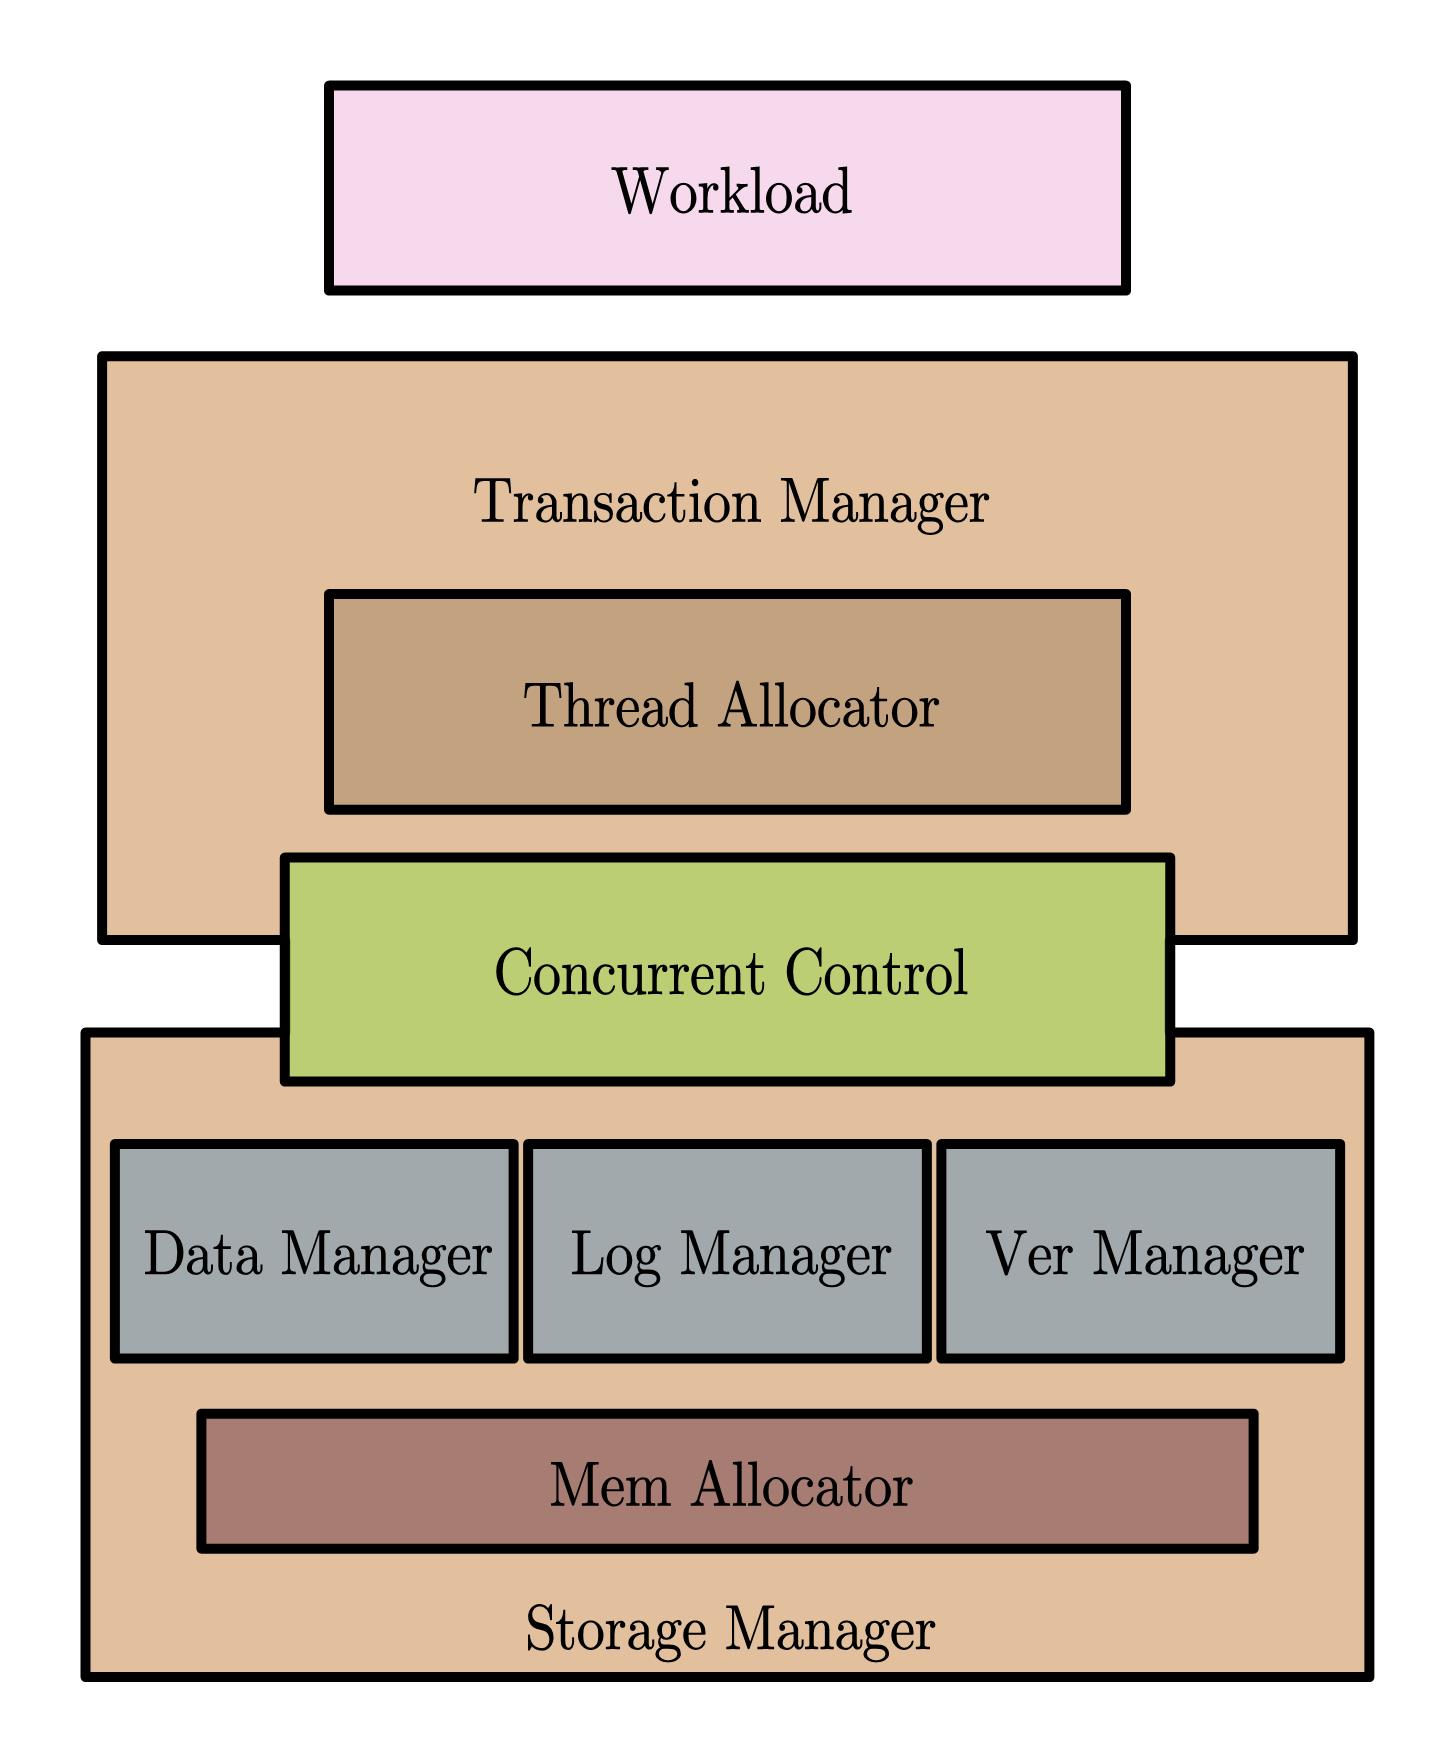 Workload
Transaction Manager
Thread Allocator
Concurrent Control
Data Manager
Log Manager
Ver Manager
Mem Allocator
Storage Manager